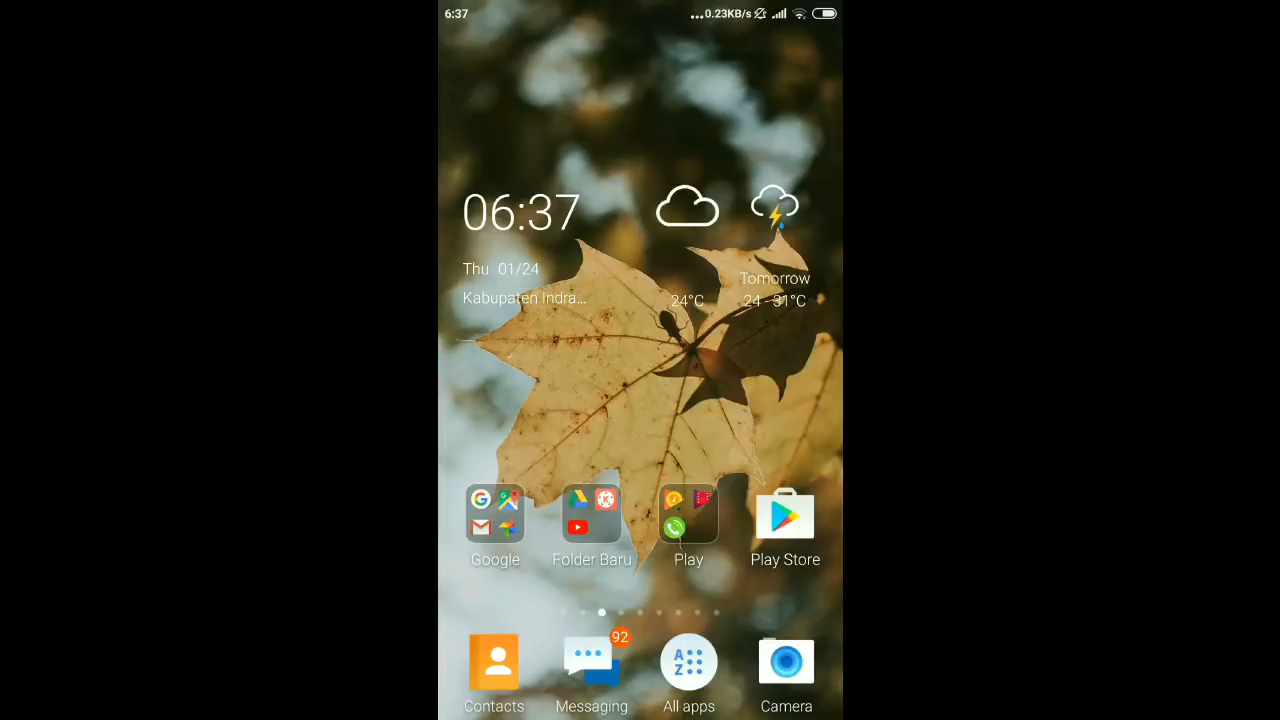 6:37
...0.23KB/s
06:37
Thu 01/24
Kabupaten Indra...
24°C
Tomorrow
24 - 31°C
Google
Folder Baru
Play
Play Store
92
A
Z
Contacts
Messaging
All apps
Camera